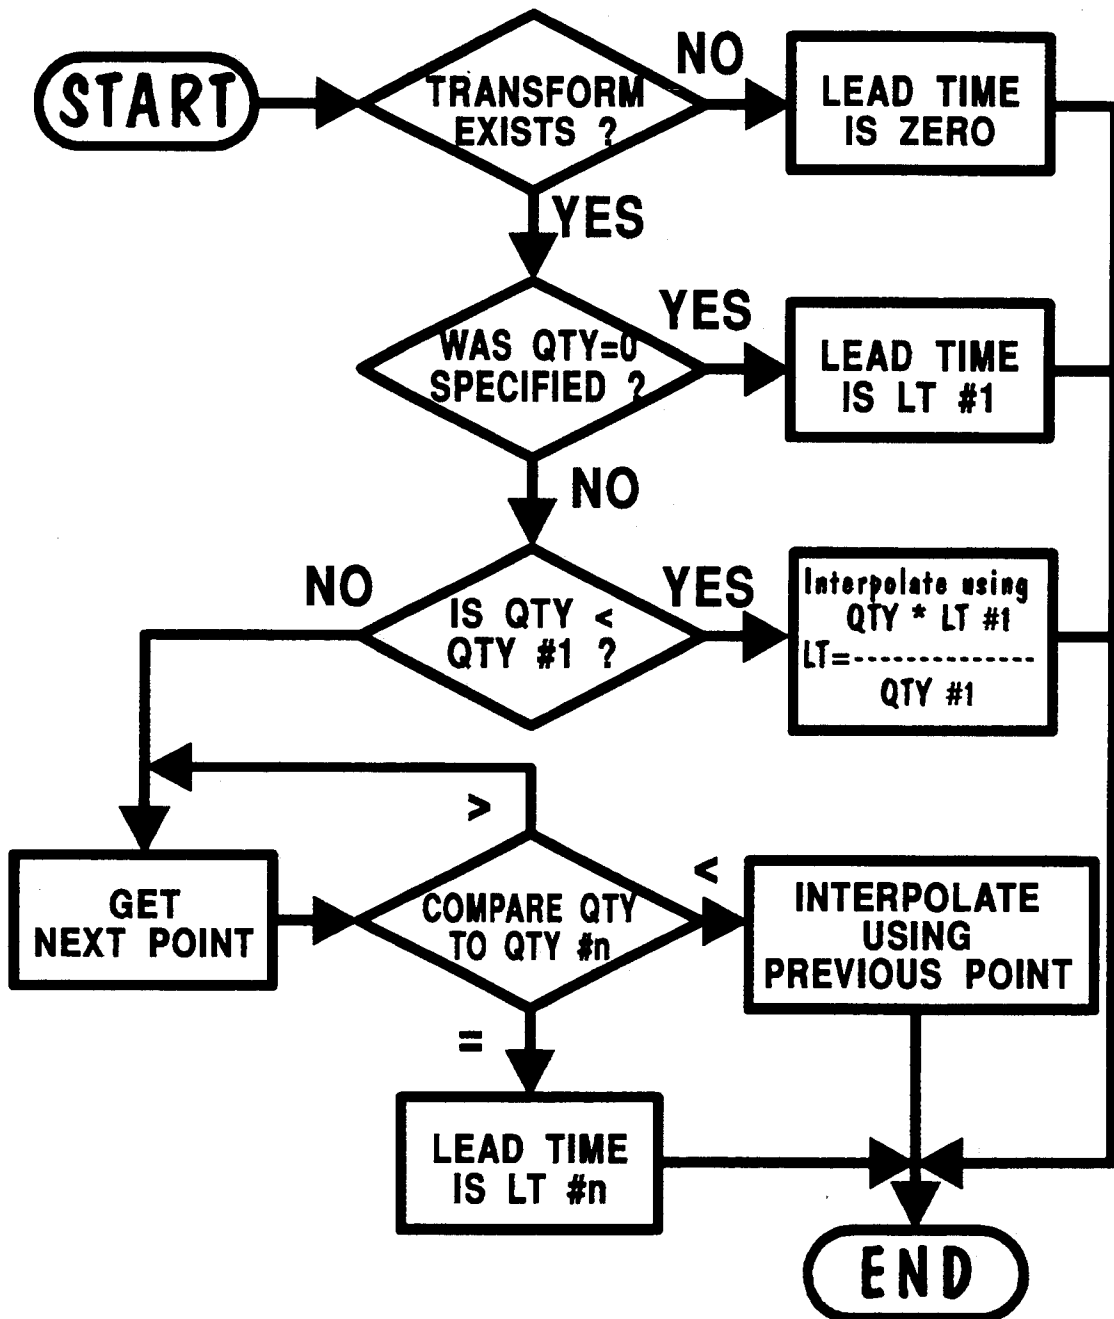 START
TRANSFORM
EXISTS ?
NO
LEAD TIME
IS ZERO
YES
WAS QTY=0
SPECIFIED ?
YES
LEAD TIME
IS LT #1
NO
IS QTY <
QTY #1 ?
NO
YES
Interpolate using
QTY * LT #1
LT=--------------
QTY #1
>
GET
NEXT POINT
COMPARE QTY
TO QTY #n
<
INTERPOLATE
USING
PREVIOUS POINT
=
LEAD TIME
IS LT #n
END